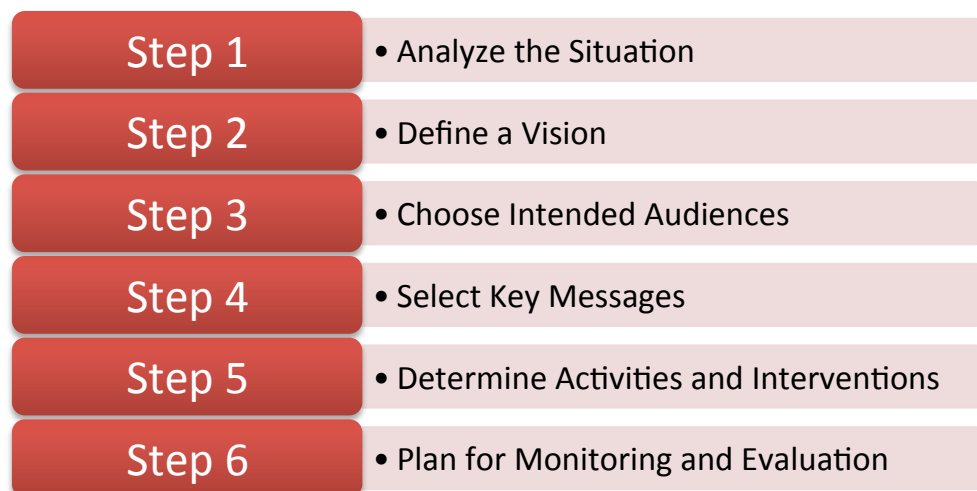 Step 1
• Analyze the Situation
Step 2
• Define a Vision
Step 3
• Choose Intended Audiences
Step 4
• Select Key Messages
Step 5
• Determine Activities and Interventions
Step 6
• Plan for Monitoring and Evaluation